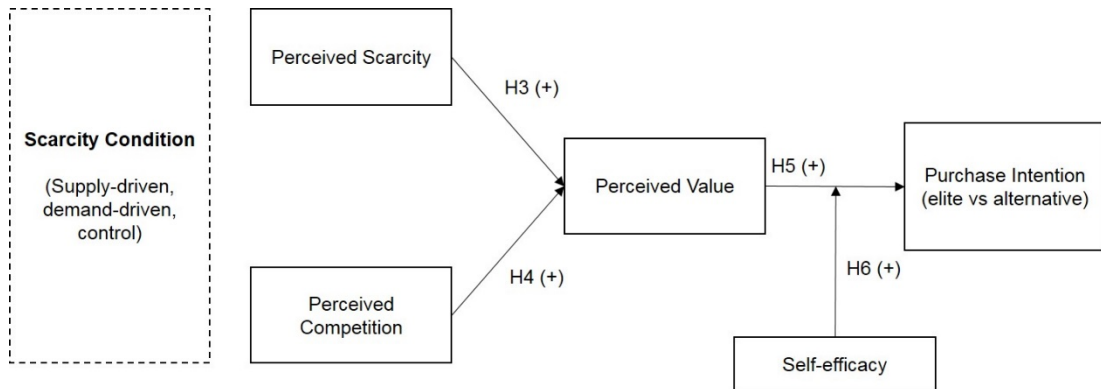 Scarcity Condition
(Supply-driven,
demand-driven,
control)
Perceived Scarcity
H3 (+)
Perceived
Competition
H4 (+)
Perceived Value
H5 (+)
Purchase Intention
(elite vs alternative)
H6 (+)
Self-efficacy